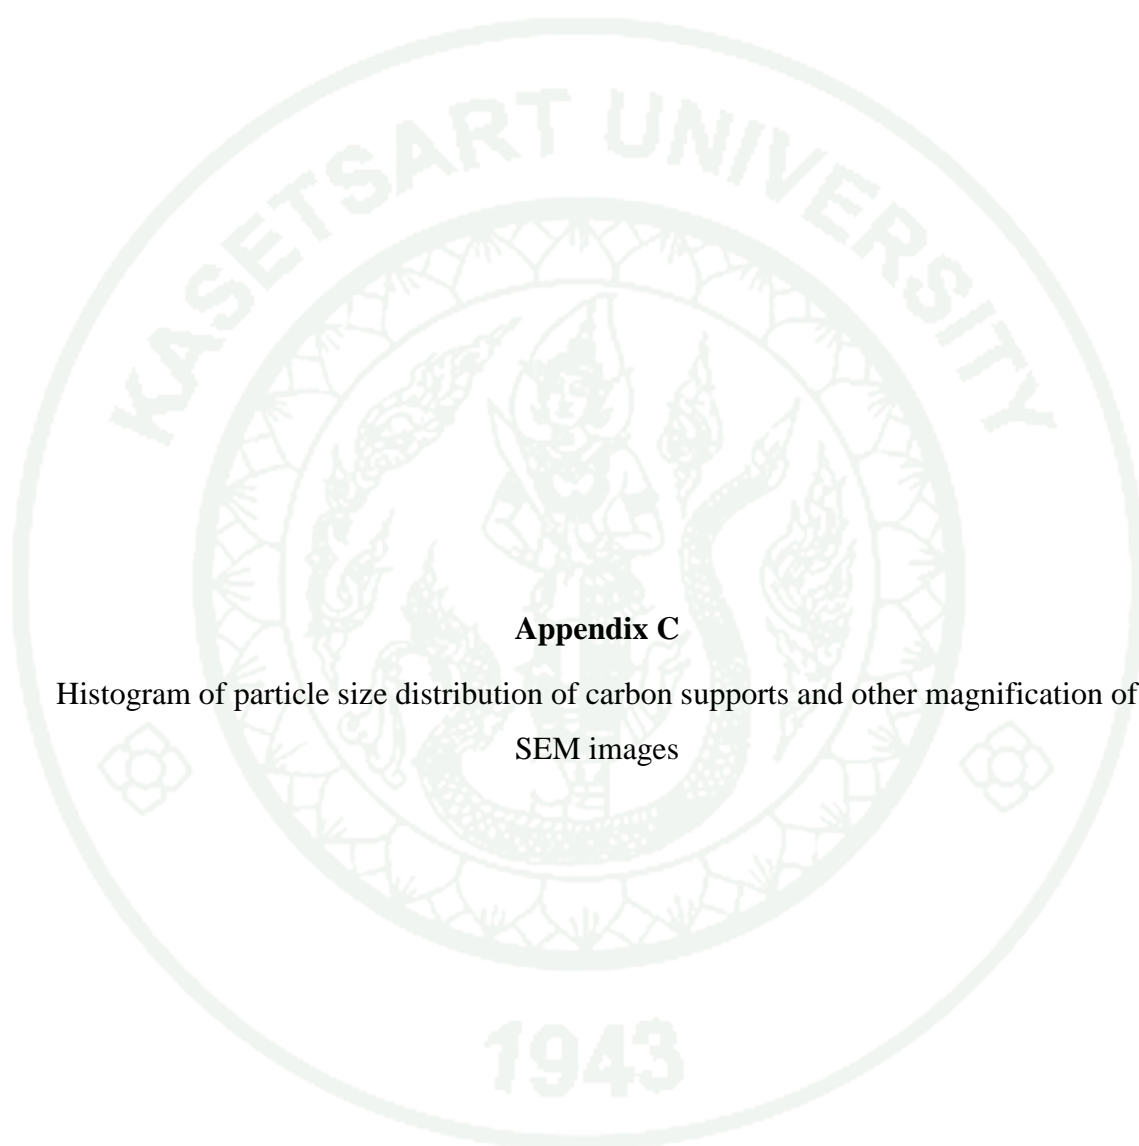 KASETSART UNIVERSITY
Appendix C
Histogram of particle size distribution of carbon supports and other magnification of
SEM images
1943